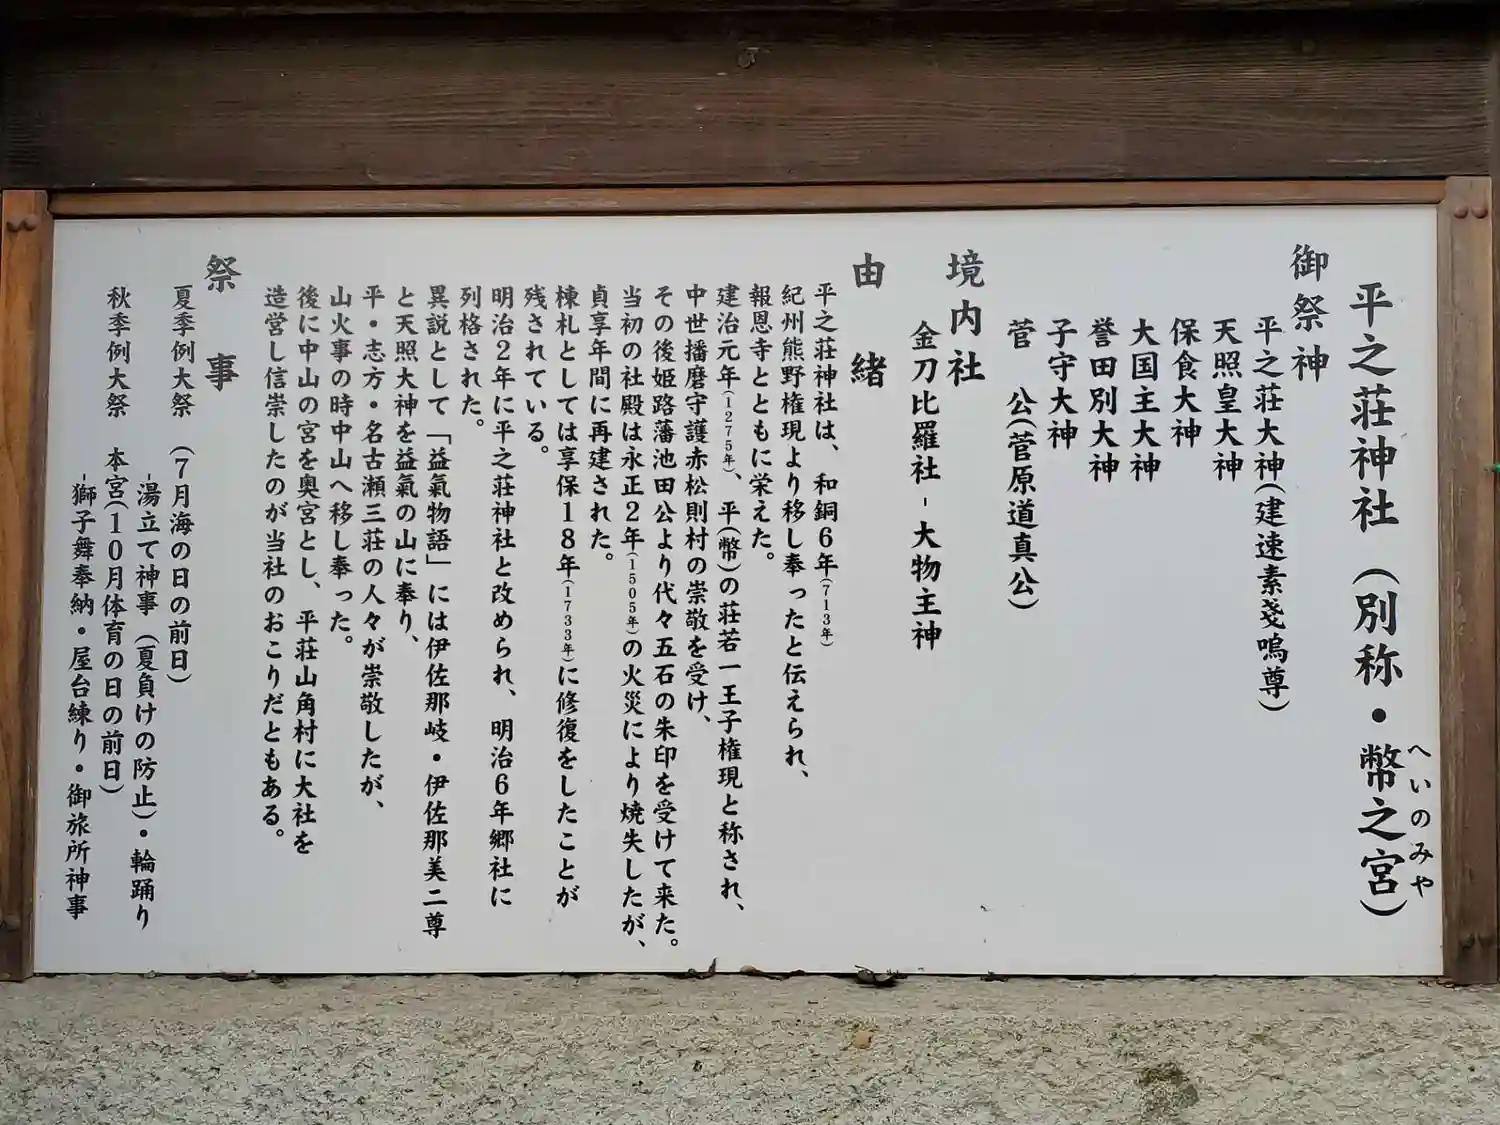 平之荘神社（別称・幣之宮）
へいのみや
御祭神
平之荘大神（建速素戔嗚尊）
天照皇大神
保食大神
大国主大神
誉田別大神
子守大神
菅　公（菅原道真公）
境内社
金刀比羅社 - 大物主神
由緒
平之荘神社は、和銅６年（713年）
紀州熊野権現より移し奉ったと伝えられ、
報恩寺とともに栄えた。
建治元年（1275年）、平（幣）の荘若一王子権現と称され、
中世播磨守護赤松則村の崇敬を受け、
その後姫路藩池田公より代々五石の朱印を受けて来た。
当初の社殿は永正２年（1505年）の火災により焼失したが、
貞享年間に再建された。
棟札としては享保１８年（1733年）に修復をしたことが
残されている。
明治２年に平之荘神社と改められ、明治６年郷社に
列格された。
異説として「益氣物語」には伊佐那岐・伊佐那美二尊
と天照大神を益氣の山に奉り、
平・志方・名古瀬三荘の人々が崇敬したが、
山火事の時中山へ移し奉った。
後に中山の宮を奥宮とし、平荘山角村に大社を
造営し信崇したのが当社のおこりだともある。
祭事
夏季例大祭　（７月海の日の前日）
-湯立て神事（夏負けの防止）・輪踊り
秋季例大祭　本宮（１０月体育の日の前日）
-獅子舞奉納・屋台練り・御旅所神事